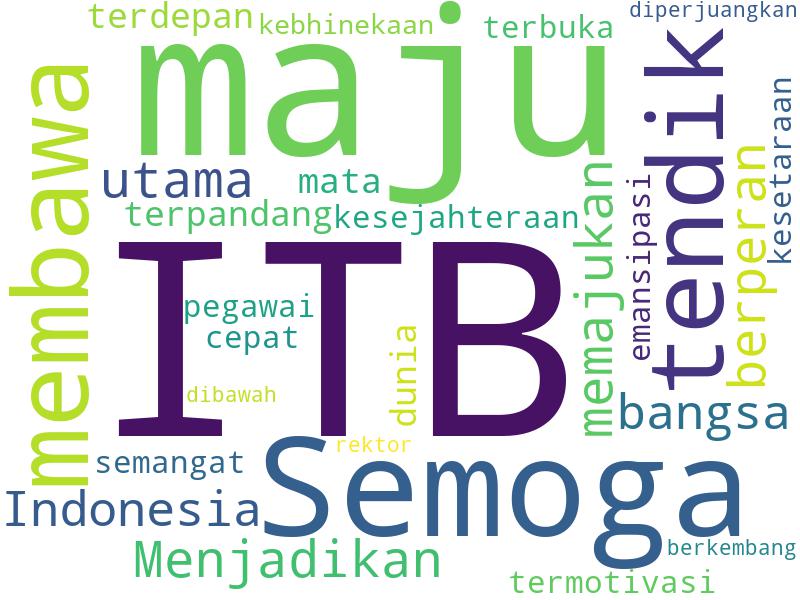 terdepan
kebhinekaan
terbuka
diperjuangkan
maju
tendik
membawa
utama
mata
terpandang
kesejahteraan
memajukan
emansipasi
berperan
kesetaraan
ITB
pegawai
cepat
dunia
dibawah
bangsa
rektor
Semoga
semangat
Indonesia
Menjadikan
berkembang
termotivasi